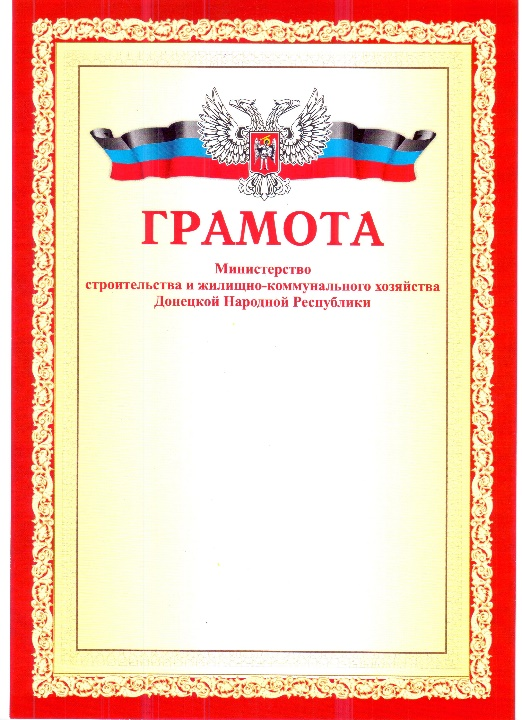 ГРАМОТА
Министерство
строительства и жилищно-коммунального хозяйства
Донецкой Народной Республики